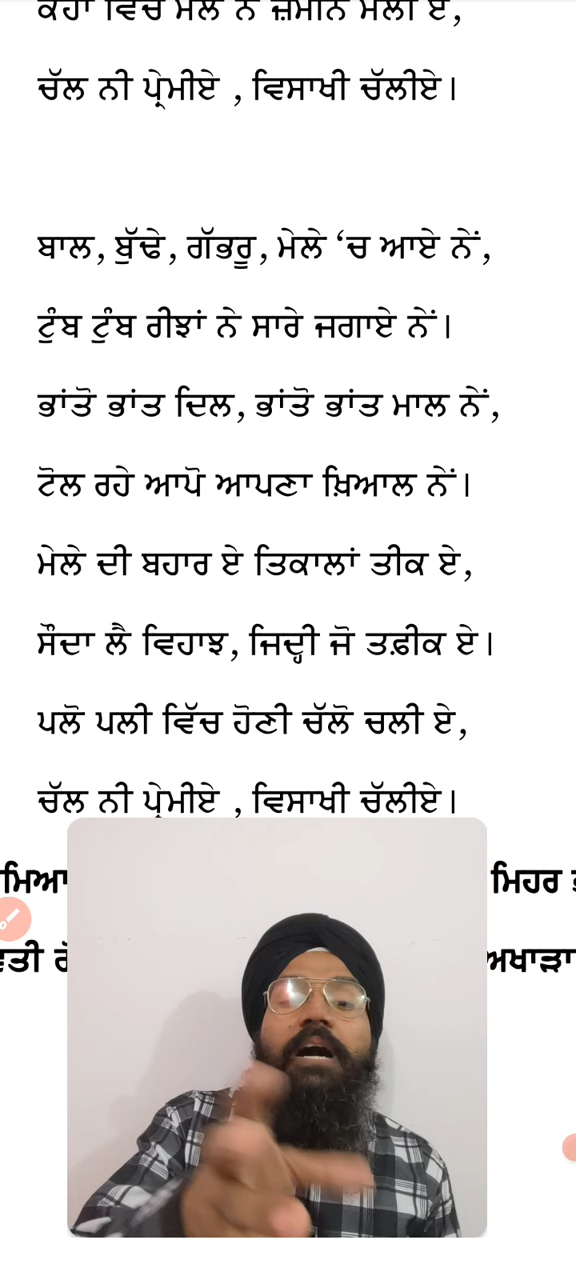 ਚੱਲ ਨੀ ਪ੍ਰੇਮੀਏ , ਵਿਸਾਖੀ ਚੱਲੀਏ।
ਬਾਲ, ਬੁੱਢੇ, ਗੱਭਰੂ, ਮੇਲੇ ‘ਚ ਆਏ ਨੇਂ,
ਟੁੰਬ ਟੁੰਬ ਰੀਝਾਂ ਨੇ ਸਾਰੇ ਜਗਾਏ ਨੇਂ।
ਭਾਂਤੋ ਭਾਂਤ ਦਿਲ, ਭਾਂਤੋ ਭਾਂਤ ਮਾਲ ਨੇਂ,
ਟੋਲ ਰਹੇ ਆਪੋ ਆਪਣਾ ਖ਼ਿਆਲ ਨੇਂ।
ਮੇਲੇ ਦੀ ਬਹਾਰ ਏ ਤਿਕਾਲਾਂ ਤੀਕ ਏ,
ਸੌਦਾ ਲੈ ਵਿਹਾਝ, ਜਿਦ੍ਹੀ ਜੋ ਤਫ਼ੀਕ ਏ।
ਪਲੋ ਪਲੀ ਵਿੱਚ ਹੋਣੀ ਚੱਲੋ ਚਲੀ ਏ,
ਚੱਲ ਨੀ ਪ੍ਰੇਮੀਏ , ਵਿਸਾਖੀ ਚੱਲੀਏ।
ਮਿਹਰ
ਅਖਾੜਾ